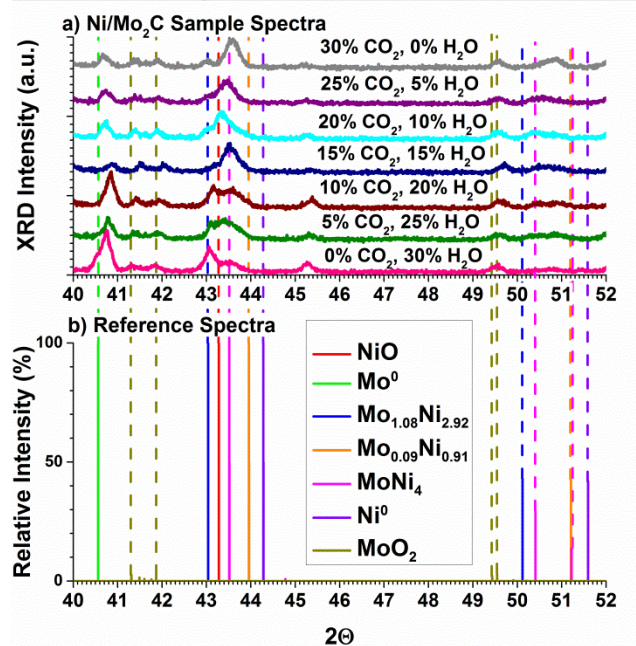 a) Ni/Mo₂C Sample Spectra
XRD Intensity (a.u.)
30% CO₂, 0% H₂O
25% CO₂, 5% H₂O
20% CO₂, 10% H₂O
15% CO₂, 15% H₂O
10% CO₂, 20% H₂O
5% CO₂, 25% H₂O
0% CO₂, 30% H₂O
40 41 42 43 44 45 46 47 48 49 50 51 52
b) Reference Spectra
Relative Intensity (%)
100
50
0
NiO
Mo⁰
Mo₁.₀₈Ni₂.₉₂
Mo₀.₀₉Ni₀.₉₁
MoNi₄
Ni⁰
MoO₂
40 41 42 43 44 45 46 47 48 49 50 51 52
2Θ